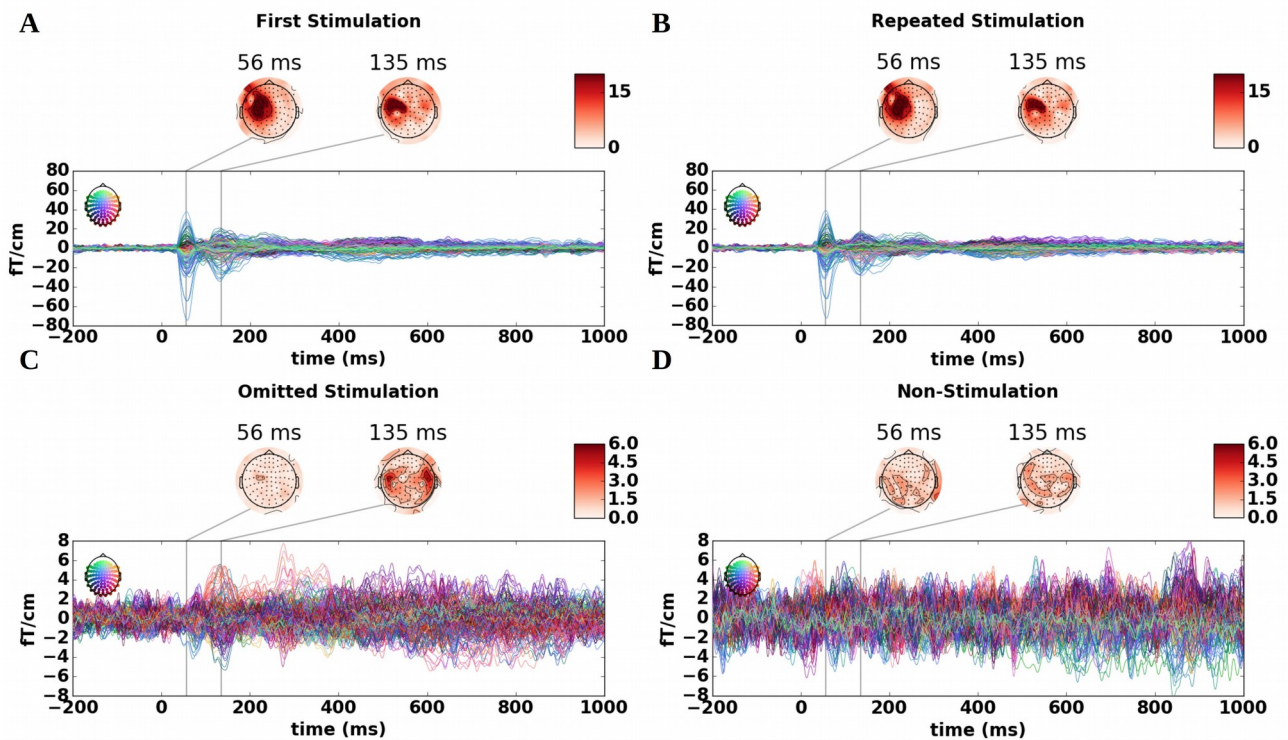 A
First Stimulation
56 ms 135 ms
15
0
80
60
40
20
0
−20
−40
−60
−80
fT/cm
−200 0 200 400 600 800 1000
time (ms)
B
Repeated Stimulation
56 ms 135 ms
15
0
80
60
40
20
0
−20
−40
−60
−80
fT/cm
−200 0 200 400 600 800 1000
time (ms)
C
Omitted Stimulation
56 ms 135 ms
6.0
4.5
3.0
1.5
0.0
8
6
4
2
0
−2
−4
−6
−8
fT/cm
−200 0 200 400 600 800 1000
time (ms)
D
Non-Stimulation
56 ms 135 ms
6.0
4.5
3.0
1.5
0.0
8
6
4
2
0
−2
−4
−6
−8
fT/cm
−200 0 200 400 600 800 1000
time (ms)